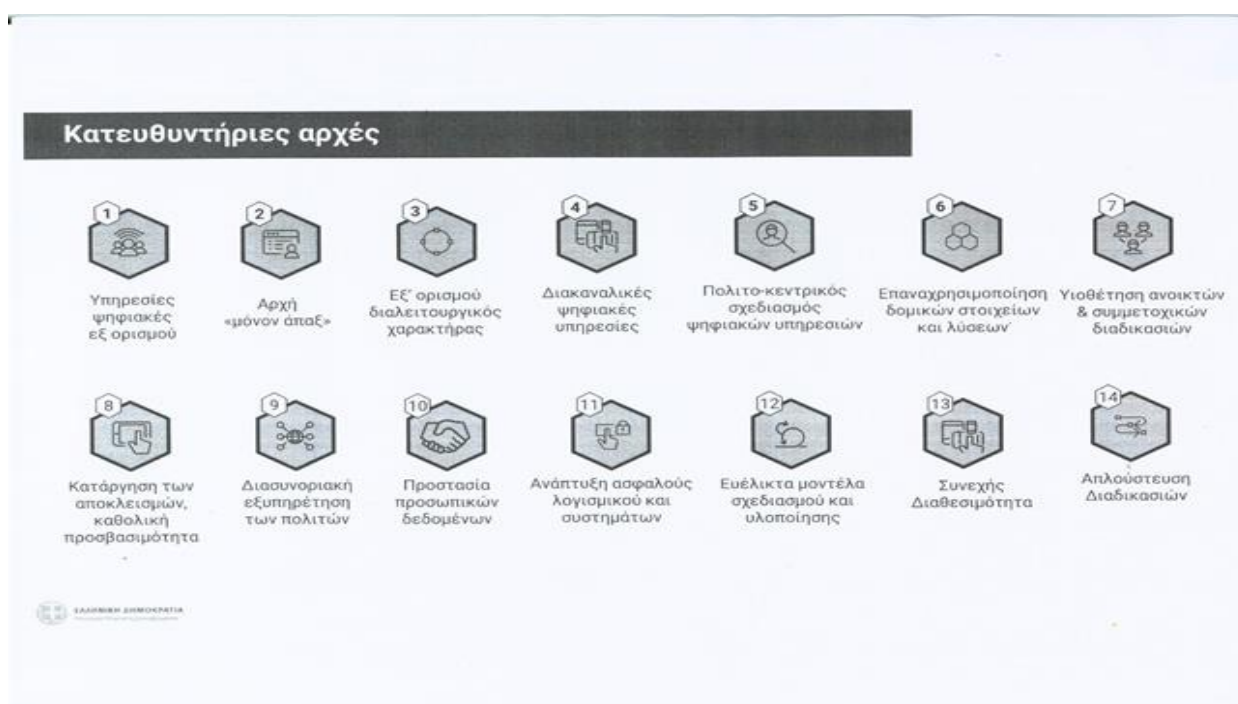 Κατευθυντήριες αρχές
1
Υπηρεσίες
ψηφιακές
εξ ορισμού
2
Αρχή
«μόνον άπαξ»
3
Εξ' ορισμού
διαλειτουργικός
χαρακτήρας
4
Διακαναλικές
ψηφιακές
υπηρεσίες
5
Πολιτο-κεντρικός
σχεδιασμός
ψηφιακών υπηρεσιών
6
Επαναχρησιμοποίηση
δομικών στοιχείων
και λύσεων
7
Υιοθέτηση ανοικτών
& συμμετοχικών
διαδικασιών
8
Κατάργηση των
αποκλεισμών,
καθολική
προσβασιμότητα
9
Διασυνοριακή
εξυπηρέτηση
των πολιτών
10
Προστασία
προσωπικών
δεδομένων
11
Ανάπτυξη ασφαλούς
λογισμικού και
συστημάτων
12
Ευέλικτα μοντέλα
σχεδιασμού και
υλοποίησης
13
Συνεχής
Διαθεσιμότητα
14
Απλούστευση
Διαδικασιών
ΕΛΛΗΝΙΚΗ ΔΗΜΟΚΡΑΤΙΑ